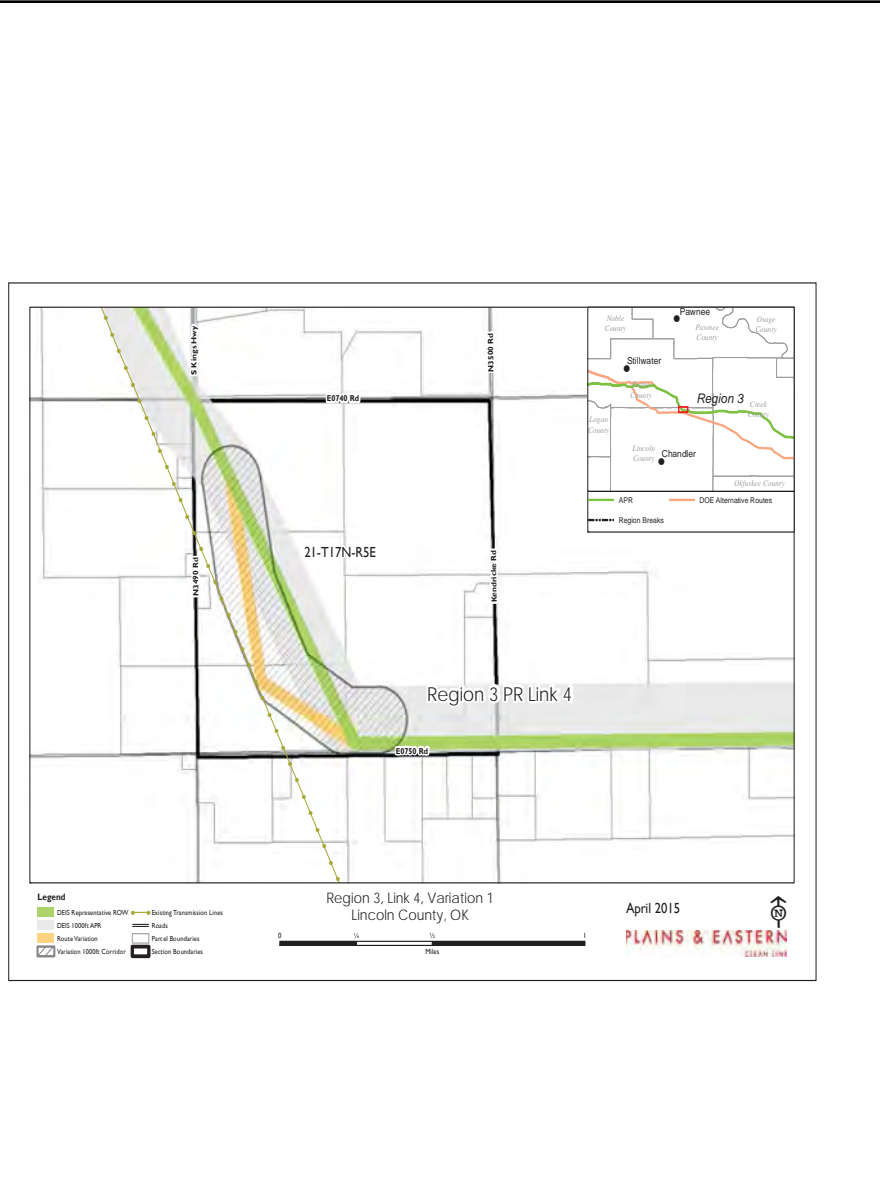 S Kings Hwy
N3500 Rd
E0740 Rd
21-T17N-R5E
N3490 Rd
Kendricke Rd
Region 3 PR Link 4
E0750 Rd
Pawnee
Noble
County
Pawnee
County
Osage
County
Stillwater
County
Region 3
Creek
County
Logan
County
Lincoln
County
Chandler
Okfuskee County
APR
DOE Alternative Routes
Region Breaks
Legend
DEIS Representative ROW
Existing Transmission Lines
DEIS 1000ft APR
Roads
Route Variation
Parcel Boundaries
Variation 1000ft Corridor
Section Boundaries
Region 3, Link 4, Variation 1
Lincoln County, OK
0 ¼ ½ 1
Miles
April 2015
N
PLAINS & EASTERN
CLEAN LINE